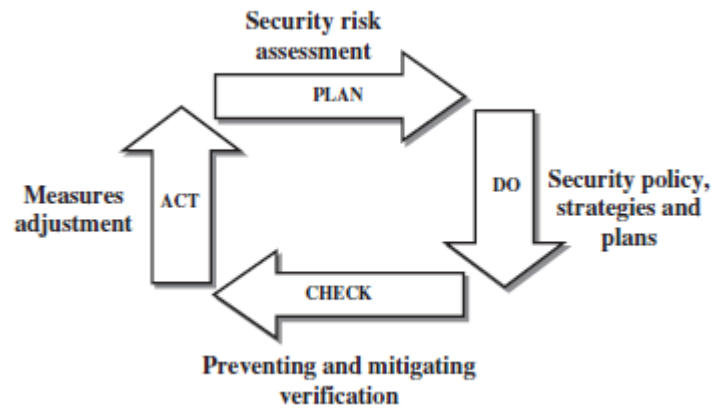 Security risk
assessment
PLAN
DO
Security policy,
strategies and
plans
CHECK
Preventing and mitigating
verification
ACT
Measures
adjustment